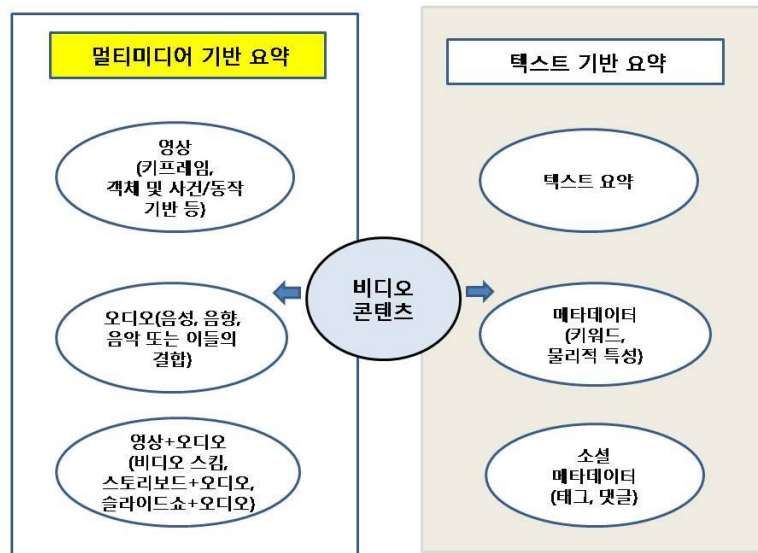 멀티미디어 기반 요약
영상
(키프레임,
객체 및 사건/동작
기반 등)
오디오(음성, 음향,
음악 또는 이들의
결합)
영상+오디오
(비디오 스킴,
스토리보드+오디오,
슬라이드쇼+오디오)
비디오
콘텐츠
텍스트 기반 요약
텍스트 요약
메타데이터
(키워드,
물리적 특성)
소셜
메타데이터
(태그, 댓글)